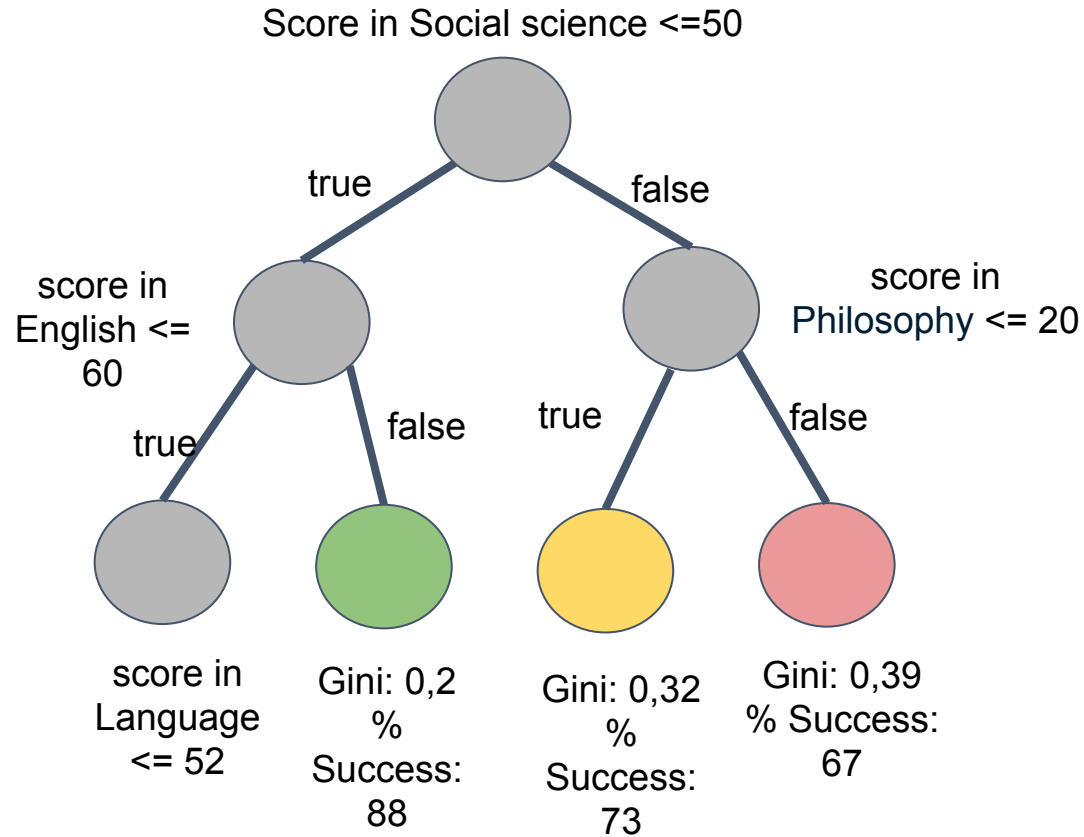 Score in Social science <=50
true
false
score in
English <=
60
score in
Philosophy <= 20
true
false
true
false
score in
Language
<= 52
Gini: 0,2
%
Success:
88
Gini: 0,32
%
Success:
73
Gini: 0,39
% Success:
67